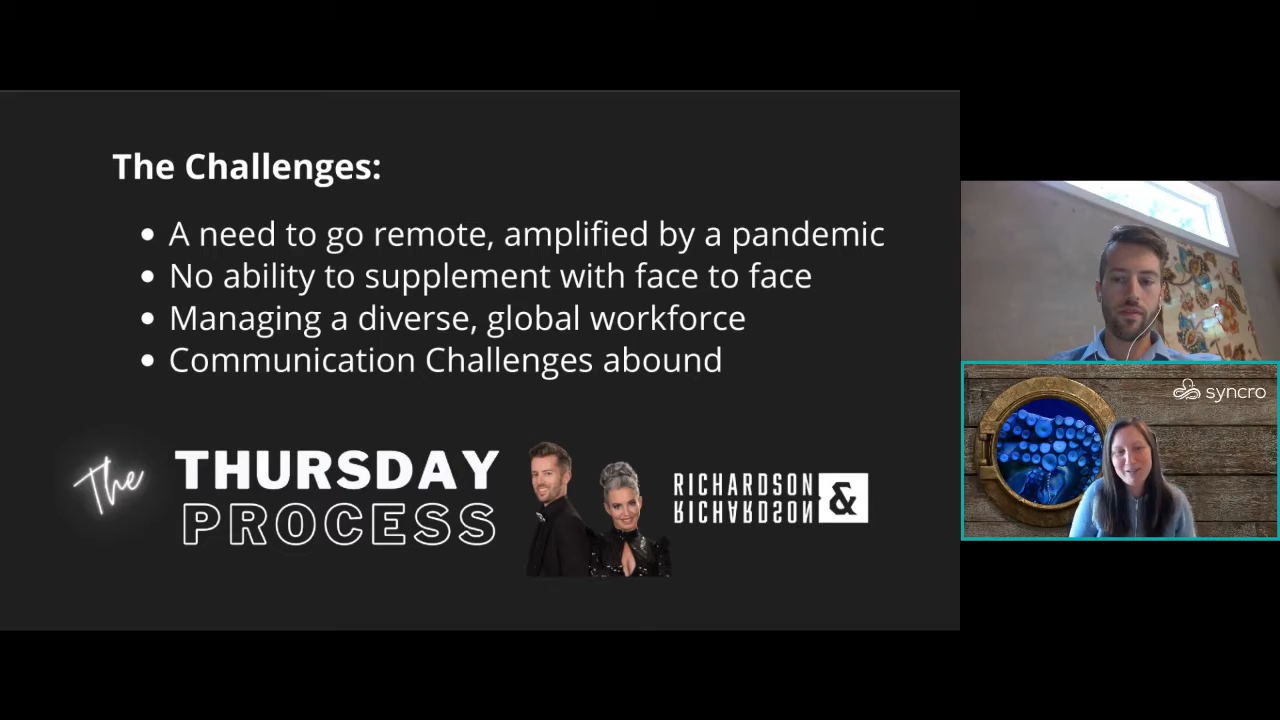 The Challenges:
• A need to go remote, amplified by a pandemic
• No ability to supplement with face to face
• Managing a diverse, global workforce
• Communication Challenges abound
The THURSDAY
PROCESS
RICHARDSON &
RICHARDSON
syncro